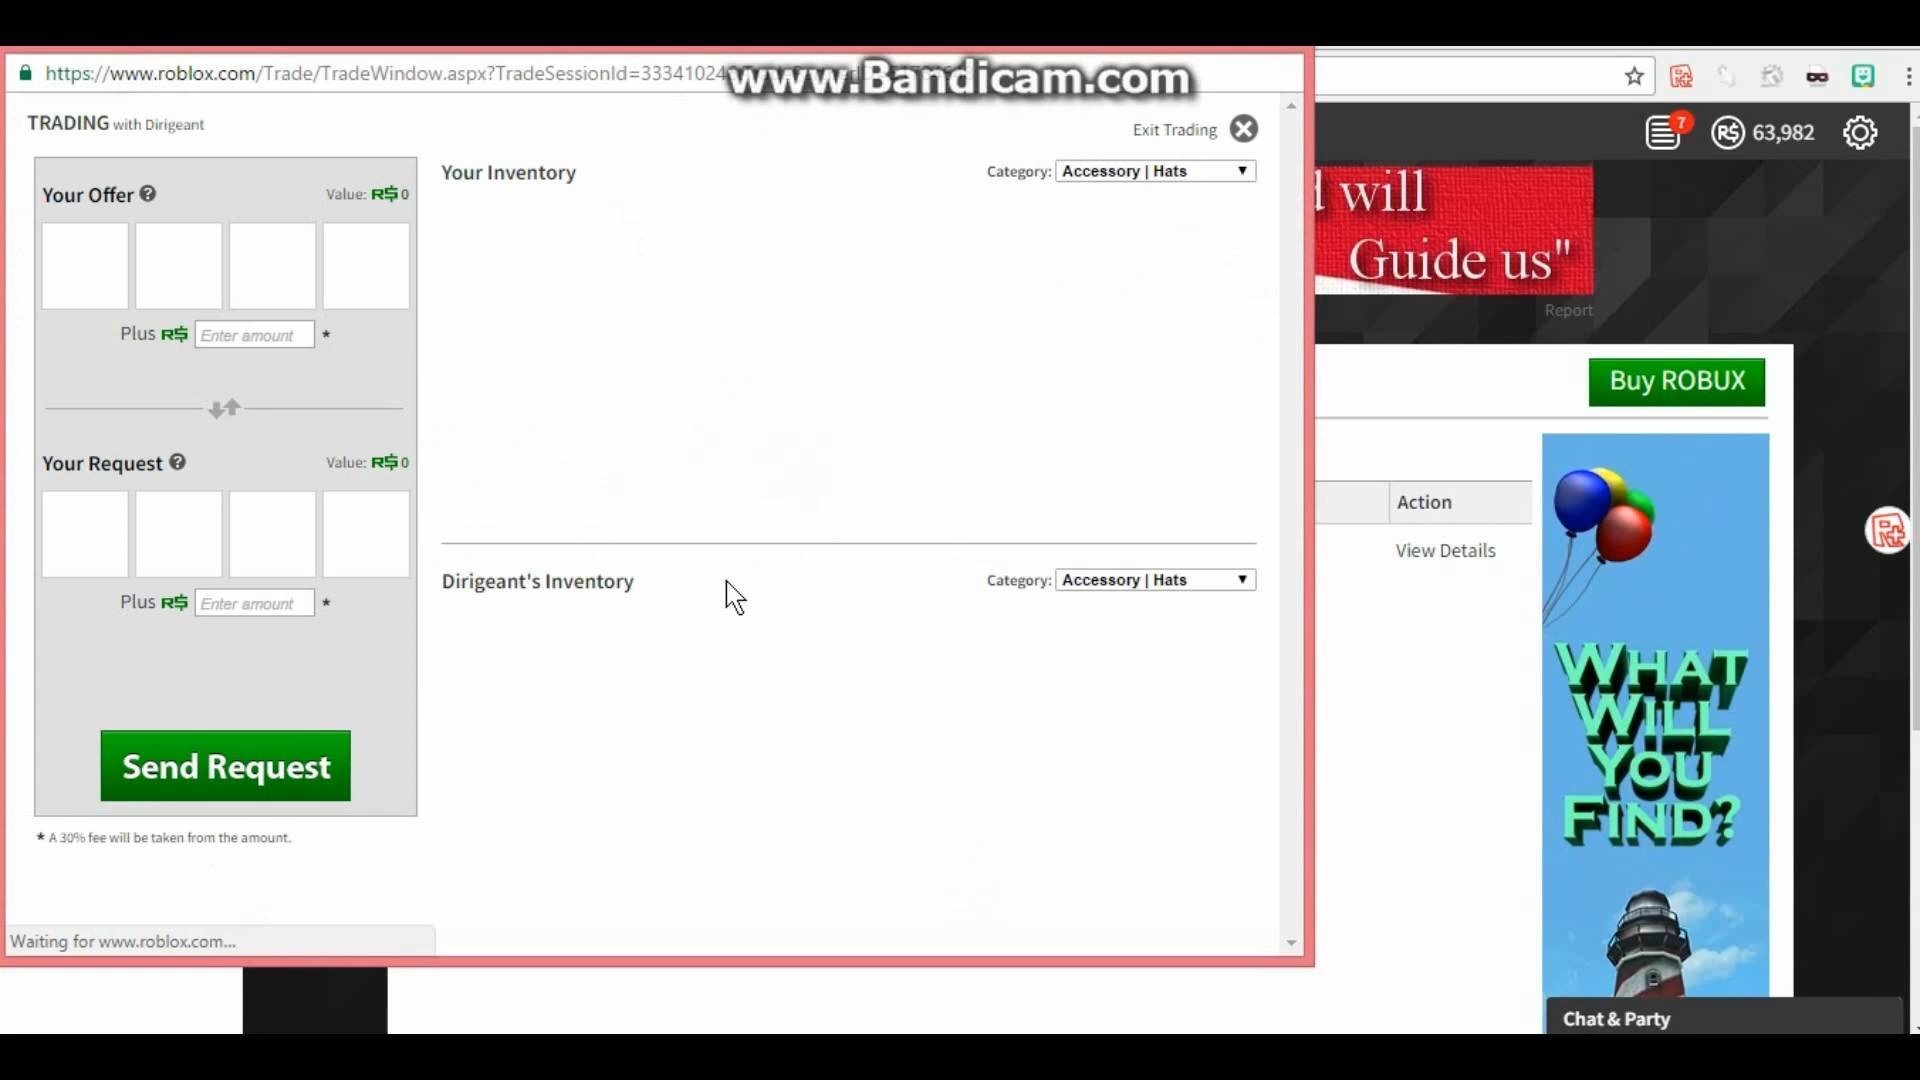 www.Bandicam.com
https://www.roblox.com/Trade/TradeWindow.aspx?TradeSessionId=33341024
TRADING with Dirigeant
Exit Trading
7
R$ 63,982
Your Offer ?
Value: R$ 0
Your Inventory
Category: Accessory | Hats
will
Guide us"
Report
Plus R$ Enter amount *
Buy ROBUX
Your Request ?
Value: R$ 0
Action
View Details
R+
Dirigeant's Inventory
Category: Accessory | Hats
Plus R$ Enter amount *
WHAT
WILL
YOU
FIND?
Send Request
* A 30% fee will be taken from the amount.
Waiting for www.roblox.com...
Chat & Party